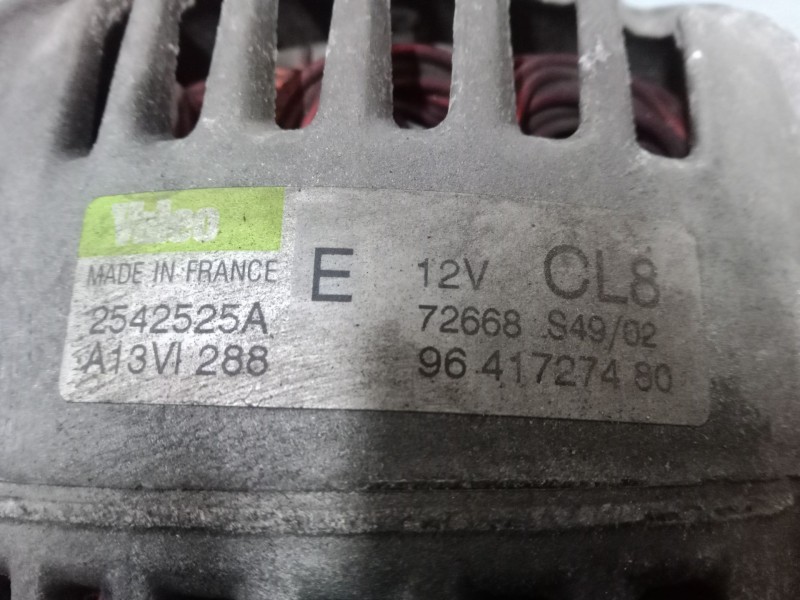 Valeo
MADE IN FRANCE E 12V CL8
2542525A 72668 S49/02
A13VI 288 96 417274 80